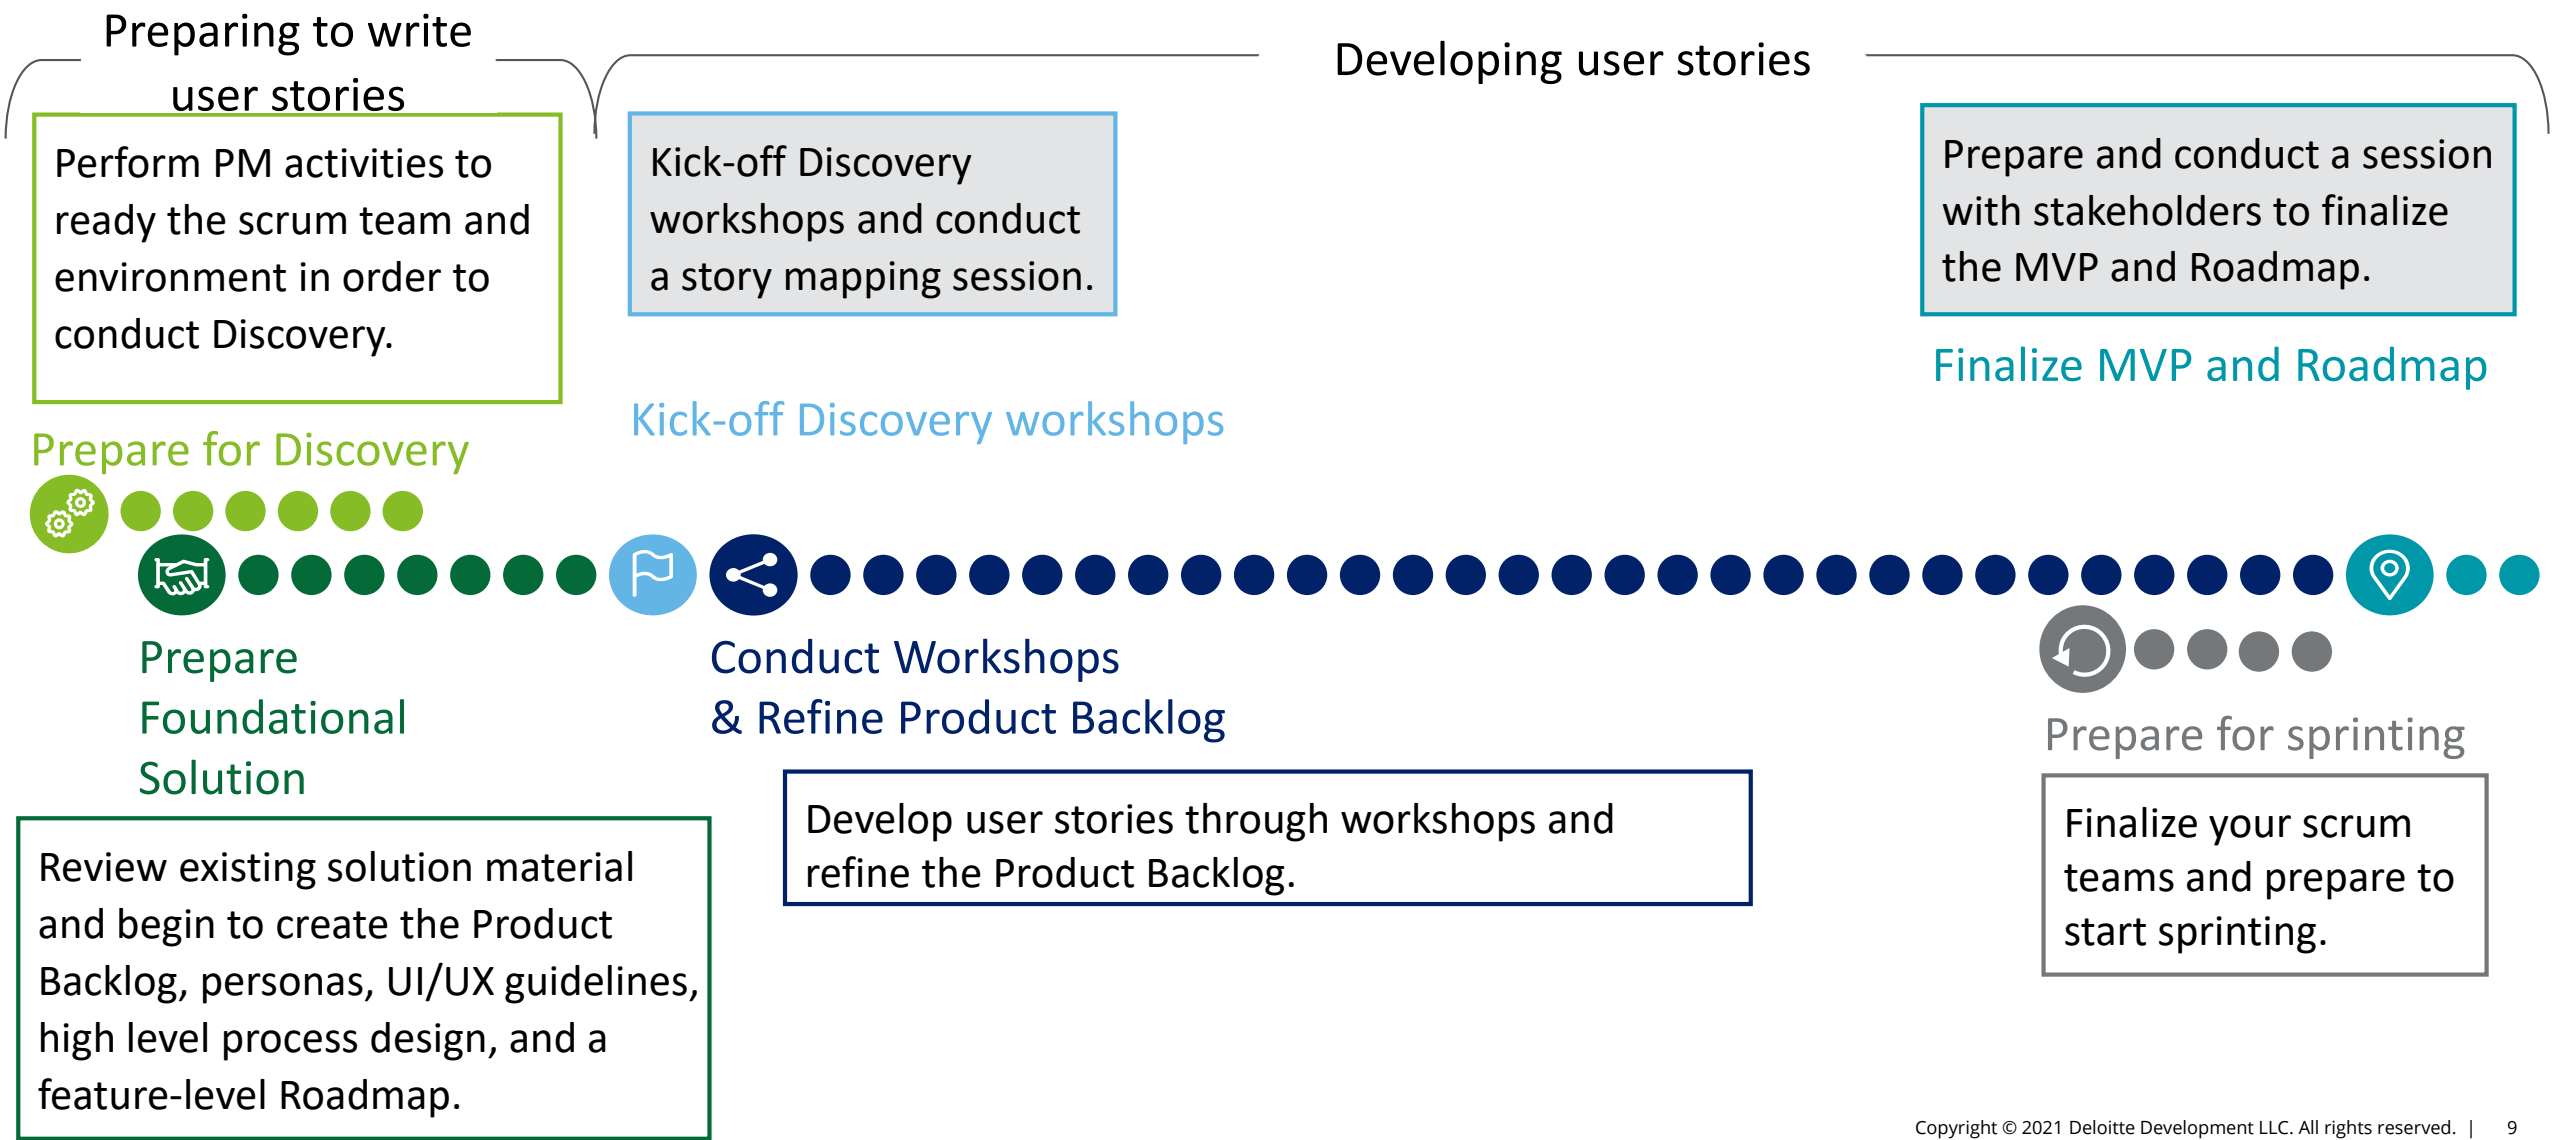 Preparing to write
user stories
Developing user stories
Perform PM activities to
ready the scrum team and
environment in order to
conduct Discovery.
Kick-off Discovery
workshops and conduct
a story mapping session.
Prepare and conduct a session
with stakeholders to finalize
the MVP and Roadmap.
Finalize MVP and Roadmap
Kick-off Discovery workshops
Prepare for Discovery
Prepare
Foundational
Solution
Conduct Workshops
& Refine Product Backlog
Prepare for sprinting
Develop user stories through workshops and
refine the Product Backlog.
Finalize your scrum
teams and prepare to
start sprinting.
Review existing solution material
and begin to create the Product
Backlog, personas, UI/UX guidelines,
high level process design, and a
feature-level Roadmap.
Copyright © 2021 Deloitte Development LLC. All rights reserved. | 9